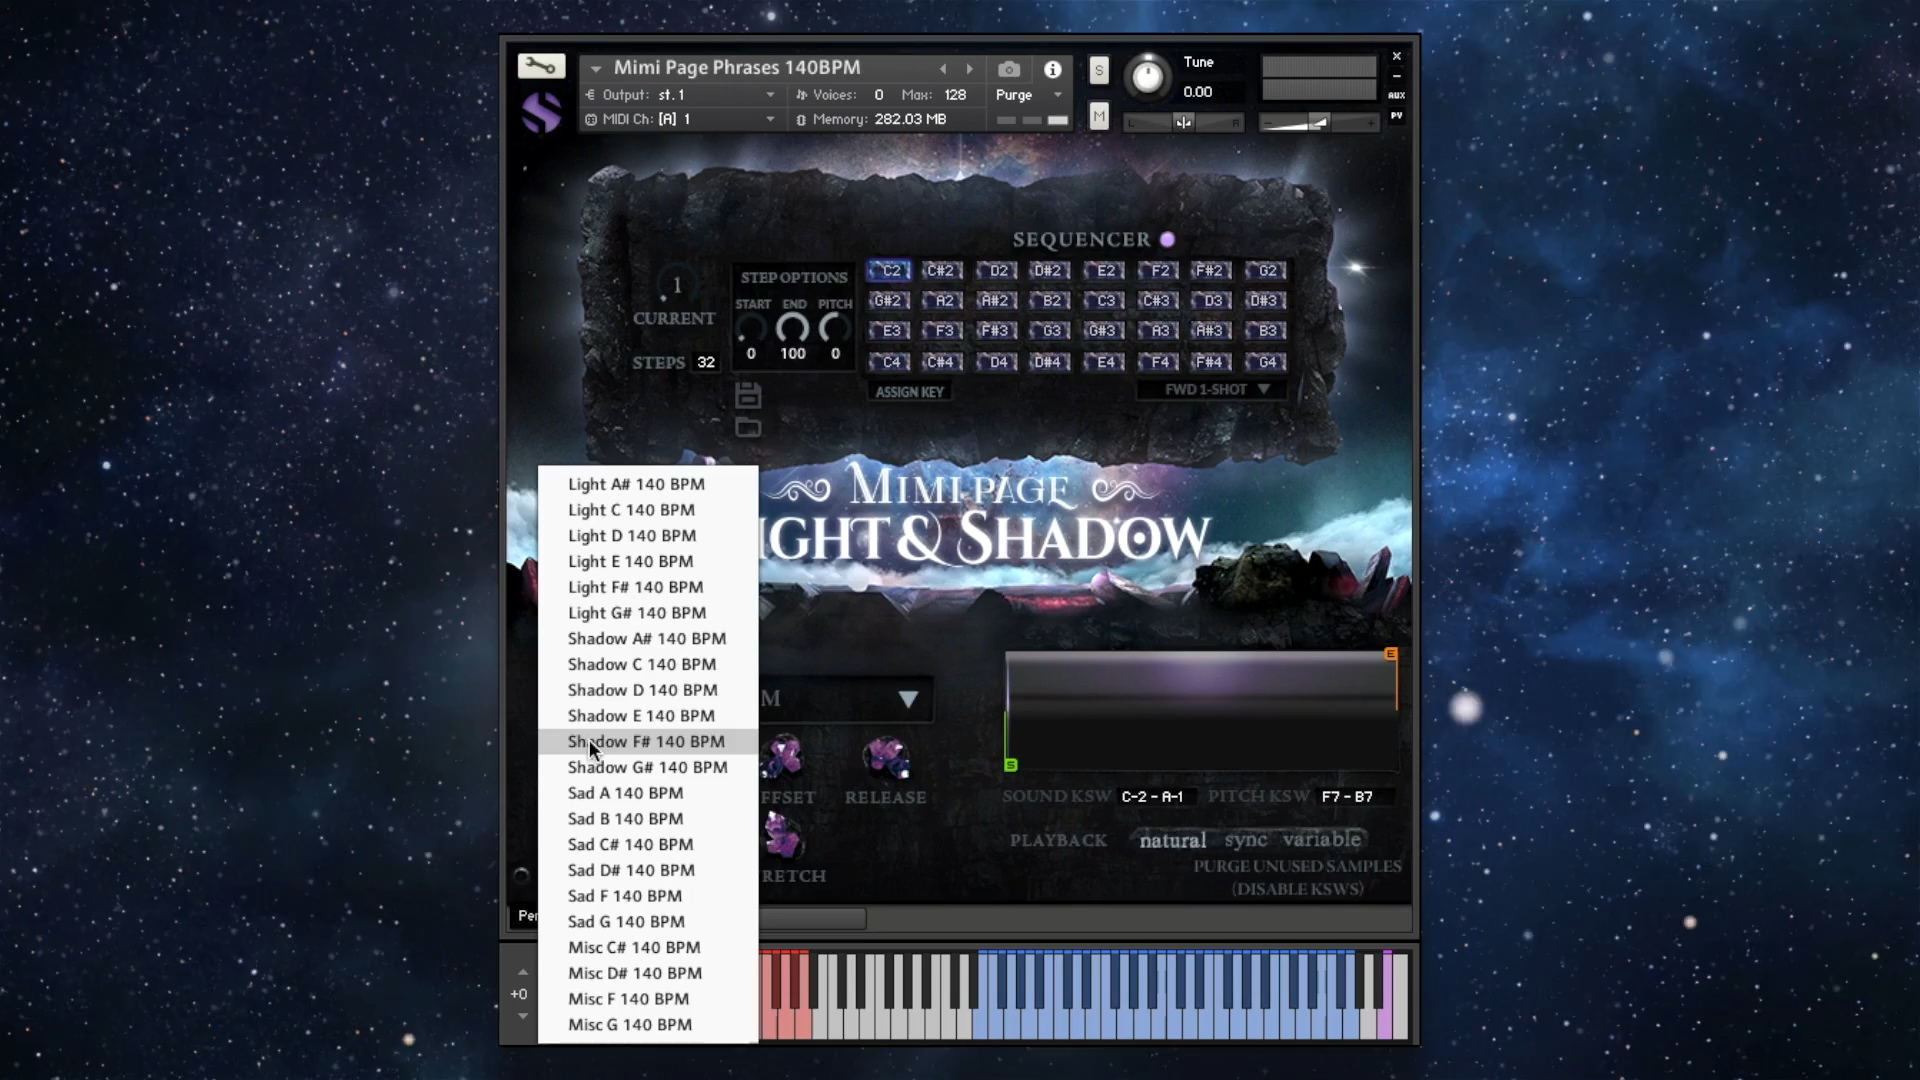 Mimi Page Phrases 140BPM
Output: st.1
Voices: 0 Max: 128
Purge
MIDI Ch: [A] 1
Memory: 282.03 MB
S
M
Tune
0.00
L R
- +
X
AUX
PV
SEQUENCER
1
CURRENT
STEPS 32
STEP OPTIONS
START END PITCH
0 100 0
C2 C#2 D2 D#2 E2 F2 F#2 G2
G#2 A2 A#2 B2 C3 C#3 D3 D#3
E3 F3 F#3 G3 G#3 A3 A#3 B3
C4 C#4 D4 D#4 E4 F4 F#4 G4
ASSIGN KEY
FWD 1-SHOT
MIMI PAGE
IGHT & SHADOW
Light A# 140 BPM
Light C 140 BPM
Light D 140 BPM
Light E 140 BPM
Light F# 140 BPM
Light G# 140 BPM
Shadow A# 140 BPM
Shadow C 140 BPM
Shadow D 140 BPM
Shadow E 140 BPM
Shadow F# 140 BPM
Shadow G# 140 BPM
Sad A 140 BPM
Sad B 140 BPM
Sad C# 140 BPM
Sad D# 140 BPM
Sad F 140 BPM
Sad G 140 BPM
Misc C# 140 BPM
Misc D# 140 BPM
Misc F 140 BPM
Misc G 140 BPM
M
FFSET
RELEASE
RETCH
E
S
SOUND KSW C-2 - A-1 PITCH KSW F7 - B7
PLAYBACK natural sync variable
PURGE UNUSED SAMPLES
(DISABLE KSWS)
Per
+0